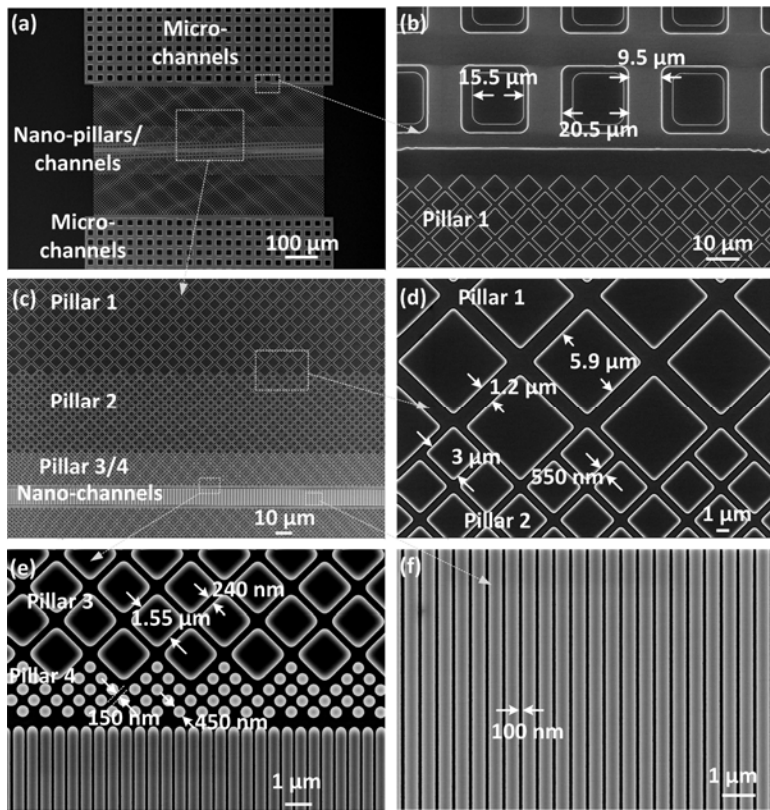 (a)
Micro-
channels
Nano-pillars/
channels
Micro-
channels
100 μm
(b)
9.5 μm
15.5 μm
20.5 μm
Pillar 1
10 μm
(c)
Pillar 1
Pillar 2
Pillar 3/4
Nano-channels
10 μm
(d)
Pillar 1
5.9 μm
1.2 μm
3 μm
550 nm
Pillar 2
1 μm
(e)
240 nm
Pillar 3
1.55 μm
Pillar 4
150 nm
450 nm
1 μm
(f)
100 nm
1 μm